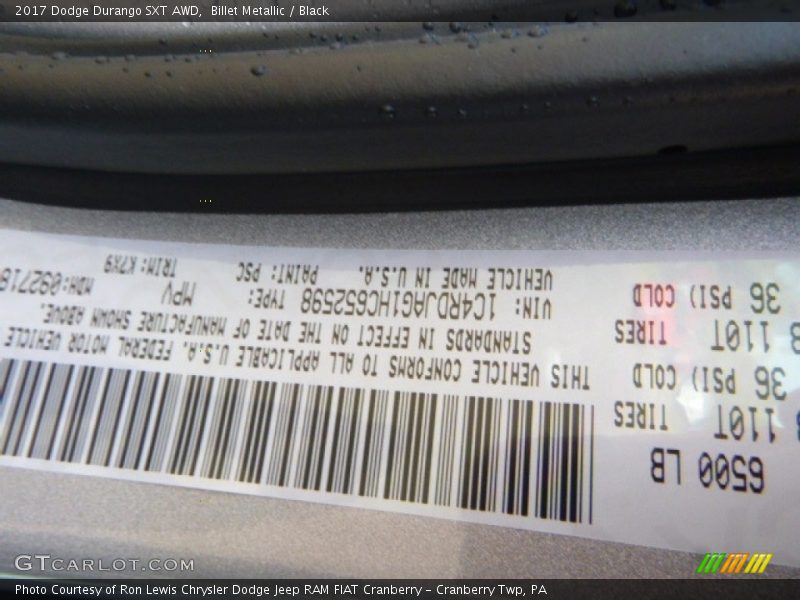 2017 Dodge Durango SXT AWD, Billet Metallic / Black
6500 LB
110T TIRES
36 PSI) COLD
110T TIRES
36 PSI) COLD
THIS VEHICLE CONFORMS TO ALL APPLICABLE U.S.A. FEDERAL MOTOR VEHICLE
STANDARDS IN EFFECT ON THE DATE OF MANUFACTURE SHOWN ABOVE.
VIN: 1C4RDJAG1HC652598 TYPE: MPV
VEHICLE MADE IN U.S.A. PAINT: PSC TRIM: K7X9 MDH:
GTCARLOT.COM
Photo Courtesy of Ron Lewis Chrysler Dodge Jeep RAM FIAT Cranberry – Cranberry Twp, PA